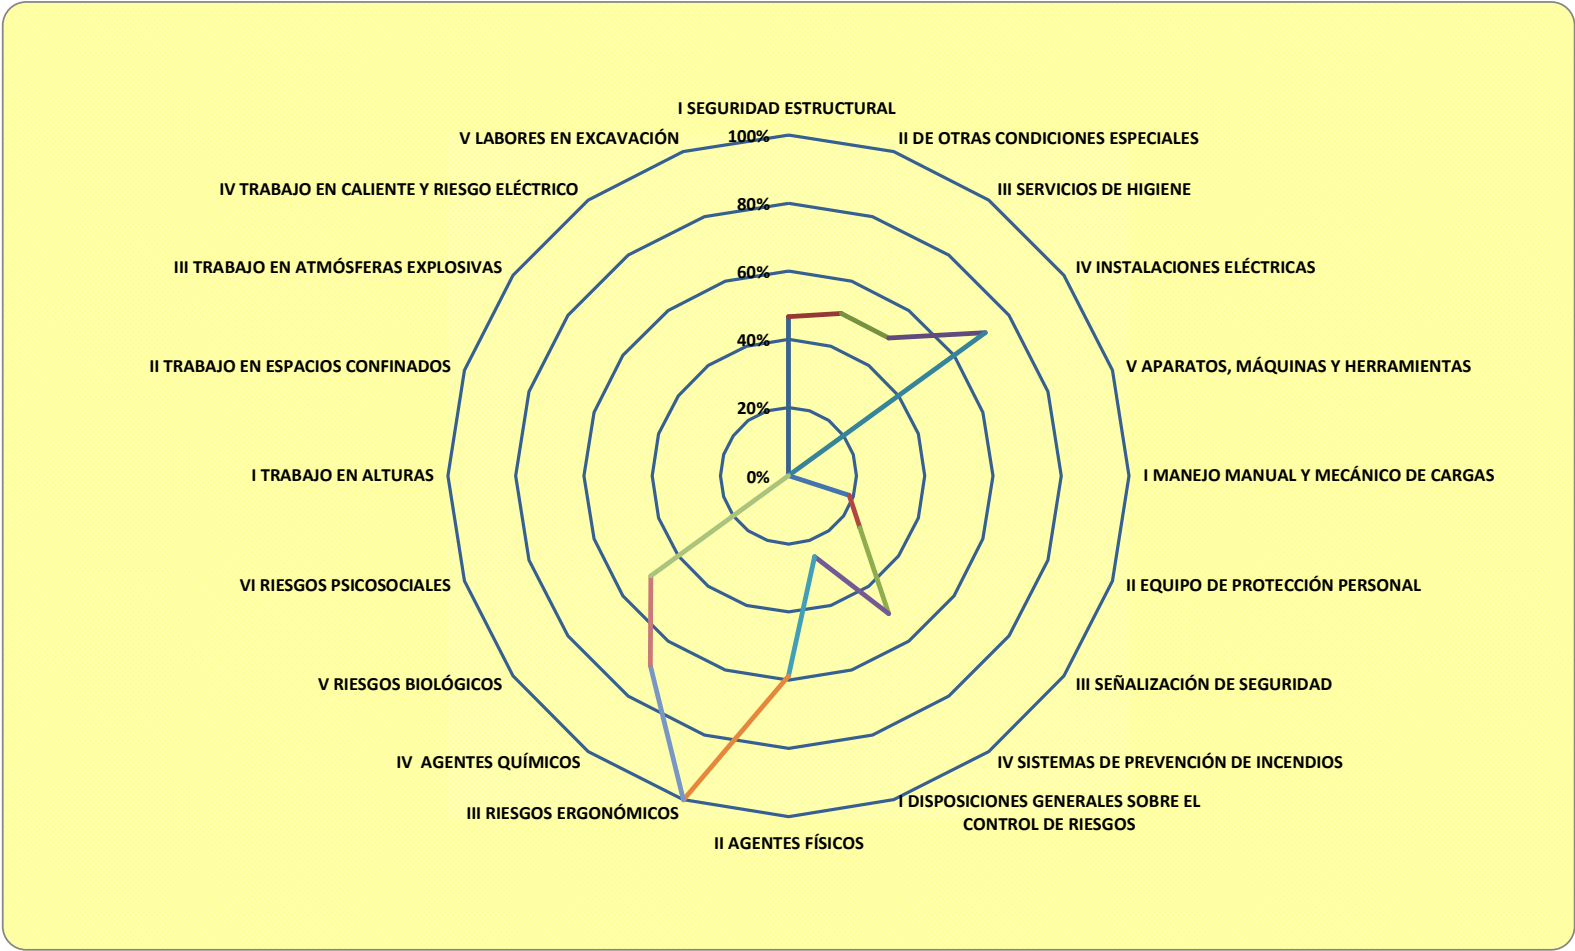 I SEGURIDAD ESTRUCTURAL
II DE OTRAS CONDICIONES ESPECIALES
III SERVICIOS DE HIGIENE
IV INSTALACIONES ELÉCTRICAS
V APARATOS, MÁQUINAS Y HERRAMIENTAS
I MANEJO MANUAL Y MECÁNICO DE CARGAS
II EQUIPO DE PROTECCIÓN PERSONAL
III SEÑALIZACIÓN DE SEGURIDAD
IV SISTEMAS DE PREVENCIÓN DE INCENDIOS
I DISPOSICIONES GENERALES SOBRE EL
CONTROL DE RIESGOS
II AGENTES FÍSICOS
III RIESGOS ERGONÓMICOS
IV  AGENTES QUÍMICOS
V RIESGOS BIOLÓGICOS
VI RIESGOS PSICOSOCIALES
I TRABAJO EN ALTURAS
II TRABAJO EN ESPACIOS CONFINADOS
III TRABAJO EN ATMÓSFERAS EXPLOSIVAS
IV TRABAJO EN CALIENTE Y RIESGO ELÉCTRICO
V LABORES EN EXCAVACIÓN
100%
80%
60%
40%
20%
0%